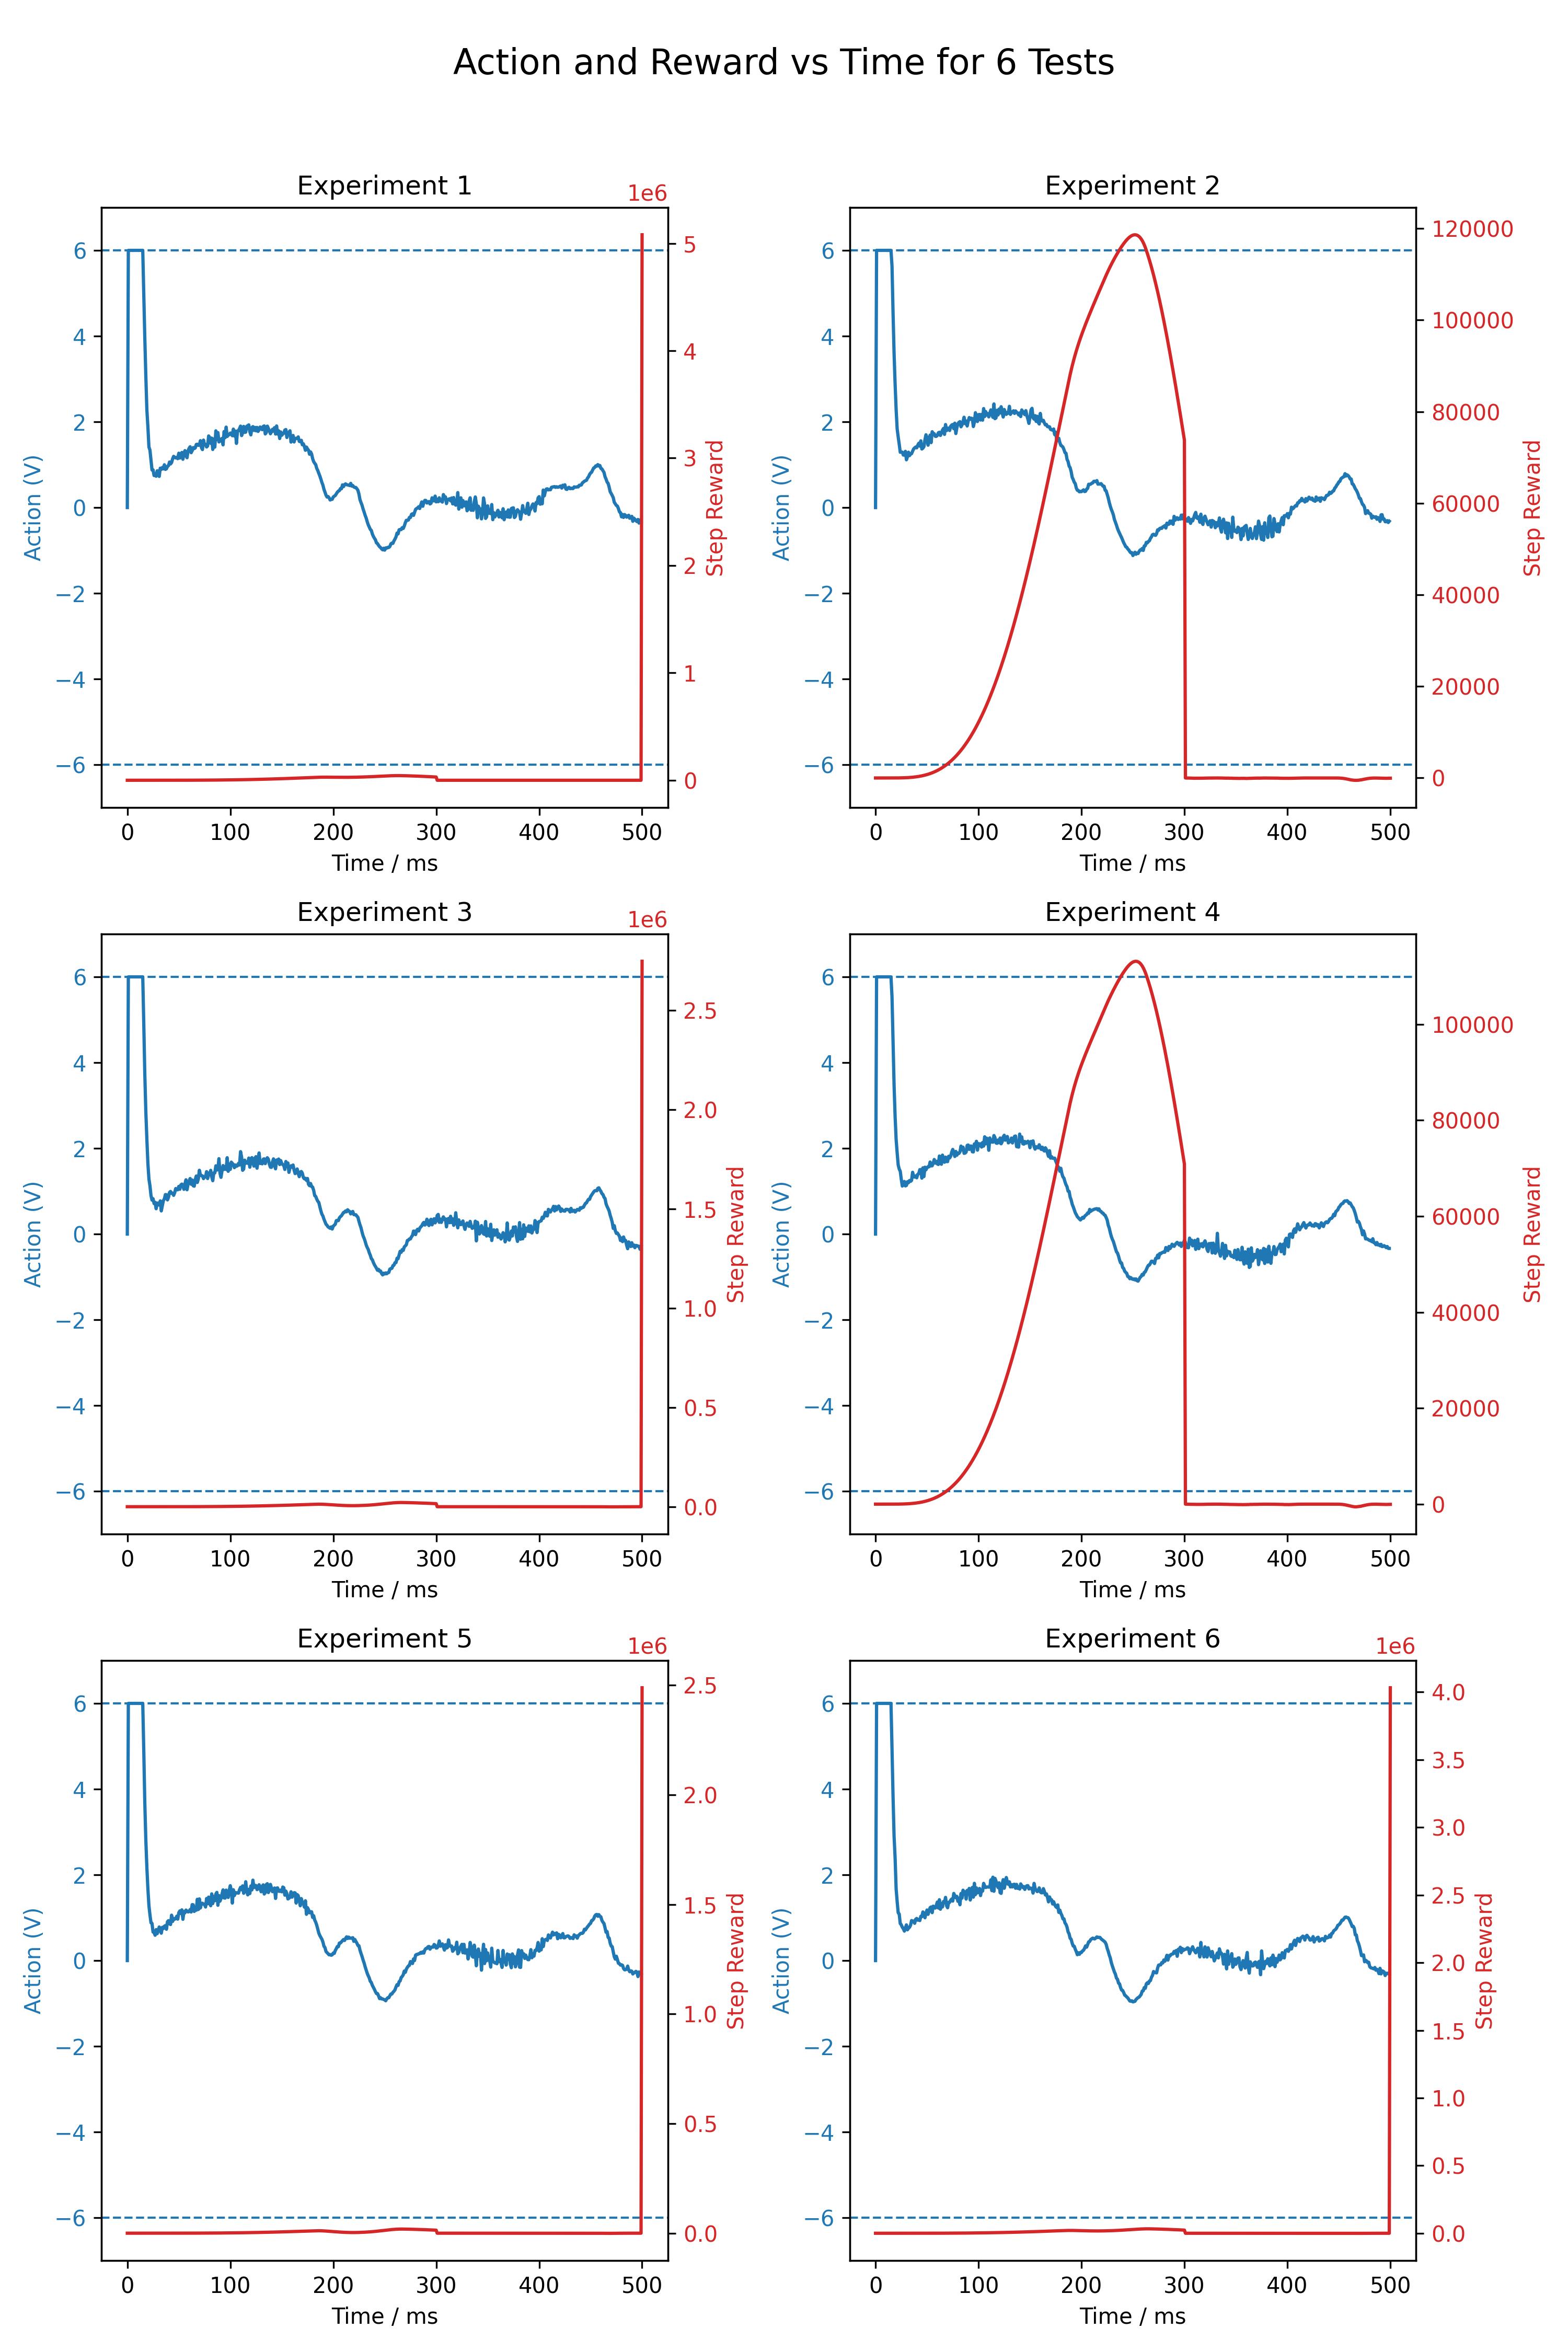 Action and Reward vs Time for 6 Tests
Experiment 1
1e6
6
4
2
0
−2
−4
−6
Action (V)
5
4
3
2
1
0
Step Reward
0 100 200 300 400 500
Time / ms
Experiment 2
6
4
2
0
−2
−4
−6
Action (V)
120000
100000
80000
60000
40000
20000
0
Step Reward
0 100 200 300 400 500
Time / ms
Experiment 3
1e6
6
4
2
0
−2
−4
−6
Action (V)
2.5
2.0
1.5
1.0
0.5
0.0
Step Reward
0 100 200 300 400 500
Time / ms
Experiment 4
6
4
2
0
−2
−4
−6
Action (V)
100000
80000
60000
40000
20000
0
Step Reward
0 100 200 300 400 500
Time / ms
Experiment 5
1e6
6
4
2
0
−2
−4
−6
Action (V)
2.5
2.0
1.5
1.0
0.5
0.0
Step Reward
0 100 200 300 400 500
Time / ms
Experiment 6
1e6
6
4
2
0
−2
−4
−6
Action (V)
4.0
3.5
3.0
2.5
2.0
1.5
1.0
0.5
0.0
Step Reward
0 100 200 300 400 500
Time / ms